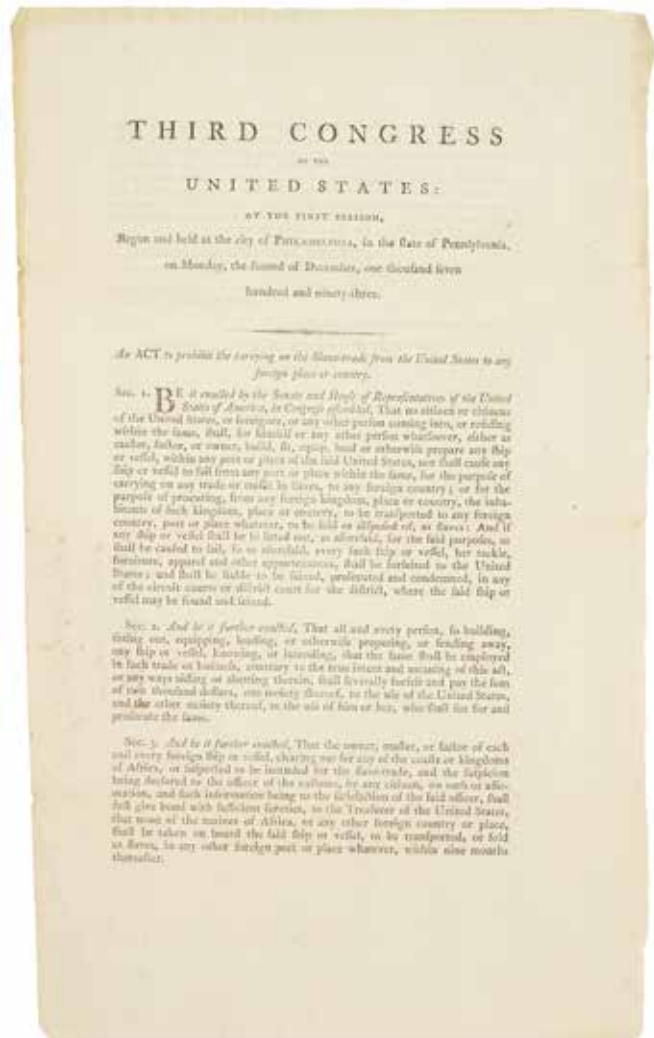 THIRD CONGRESS
OF THE
UNITED STATES:
AT THE FIRST SESSION,
Begun and held at the city of PHILADELPHIA, in the ſtate of Pennſylvania,
on Monday, the ſecond of December, one thouſand ſeven
hundred and ninety-three.
An ACT to prohibit the carrying on the Slave-trade from the United States to any
foreign place or country.
SEC. 1. BE it enacted by the Senate and Houſe of Repreſentatives of the United
States of America, in Congreſs aſſembled, That no citizen or citizens
of the United States, or foreigner, or any other perſon coming into, or reſiding
within the ſame, ſhall, for himſelf or any other perſon whatſoever, either as
maſter, factor, or owner, build, fit, equip, load or otherwiſe prepare any ſhip
or veſſel, within any port or place of the ſaid United States, nor ſhall cauſe any
ſhip or veſſel to ſail from any port or place within the ſame, for the purpoſe of
carrying on any trade or traffic in ſlaves, to any foreign country; or for the
purpoſe of procuring, from any foreign kingdom, place or country, the inha-
bitants of ſuch kingdom, place or country, to be tranſported to any foreign
country, port or place whatever, to be ſold or diſpoſed of, as ſlaves: And if
any ſhip or veſſel ſhall be ſo fitted out, as aforeſaid, for the ſaid purpoſes, or
ſhall be cauſed to ſail, ſo as aforeſaid, every ſuch ſhip or veſſel, her tackle,
furniture, apparel and other appurtenances, ſhall be forfeited to the United
States; and ſhall be liable to be ſeized, proſecuted and condemned, in any
of the circuit courts or diſtrict court for the diſtrict, where the ſaid ſhip or
veſſel may be found and ſeized.
SEC. 2. And be it further enacted, That all and every perſon, ſo building,
fitting out, equipping, loading, or otherwiſe preparing, or ſending away,
any ſhip or veſſel, knowing, or intending, that the ſame ſhall be employed
in ſuch trade or buſineſs, contrary to the true intent and meaning of this act,
or any ways aiding or abetting therein, ſhall ſeverally forfeit and pay the ſum
of two thouſand dollars, one moiety thereof, to the uſe of the United States,
and the other moiety thereof, to the uſe of him or her, who ſhall ſue for and
proſecute the ſame.
SEC. 3. And be it further enacted, That the owner, maſter, or factor of each
and every foreign ſhip or veſſel, clearing out for any of the coaſts or kingdoms
of Africa, or ſuſpected to be intended for the ſlave-trade, and the ſuſpicion
being declared to the officer of the cuſtoms, by any citizen, on oath or affir-
mation, and ſuch information being to the ſatiſfaction of the ſaid officer, ſhall
firſt give bond with ſufficient ſureties, to the Treaſurer of the United States,
that none of the natives of Africa, or any other foreign country or place,
ſhall be taken on board the ſaid ſhip or veſſel, to be tranſported, or ſold
as ſlaves, in any other foreign port or place whatever, within nine months
thereafter.